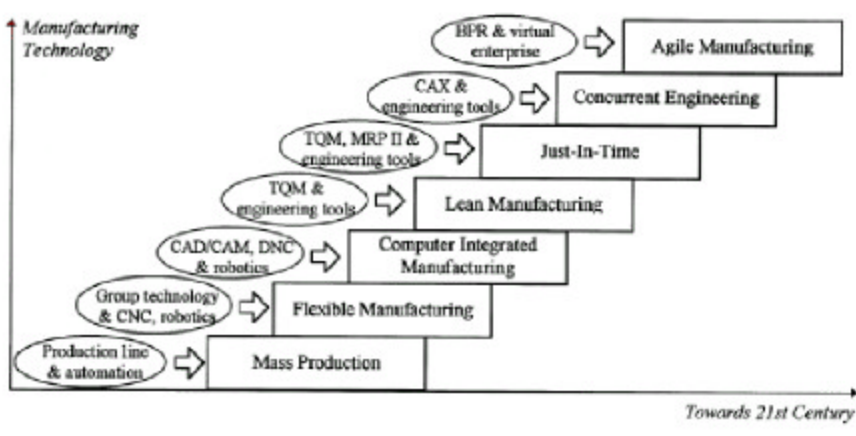 Manufacturing
Technology
BPR & virtual
enterprise
Agile Manufacturing
CAX &
engineering tools
Concurrent Engineering
TQM, MRP II &
engineering tools
Just-In-Time
TQM &
engineering tools
Lean Manufacturing
CAD/CAM, DNC
& robotics
Computer Integrated
Manufacturing
Group technology
& CNC, robotics
Flexible Manufacturing
Production line
& automation
Mass Production
Towards 21st Century